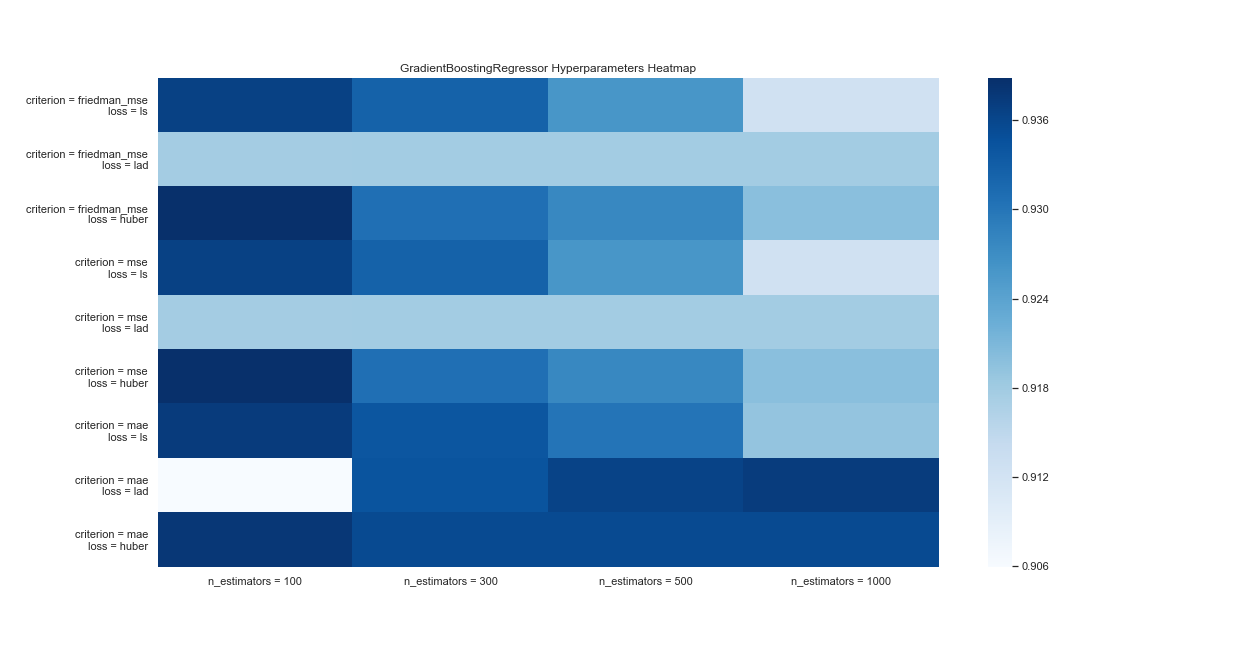 GradientBoostingRegressor Hyperparameters Heatmap
criterion = friedman_mse
loss = ls
criterion = friedman_mse
loss = lad
criterion = friedman_mse
loss = huber
criterion = mse
loss = ls
criterion = mse
loss = lad
criterion = mse
loss = huber
criterion = mae
loss = ls
criterion = mae
loss = lad
criterion = mae
loss = huber
n_estimators = 100
n_estimators = 300
n_estimators = 500
n_estimators = 1000
0.936
0.930
0.924
0.918
0.912
0.906